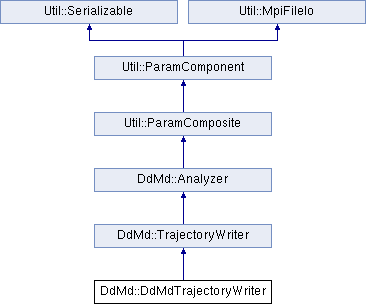 Util::Serializable
Util::MpiFileIo
Util::ParamComponent
Util::ParamComposite
DdMd::Analyzer
DdMd::TrajectoryWriter
DdMd::DdMdTrajectoryWriter